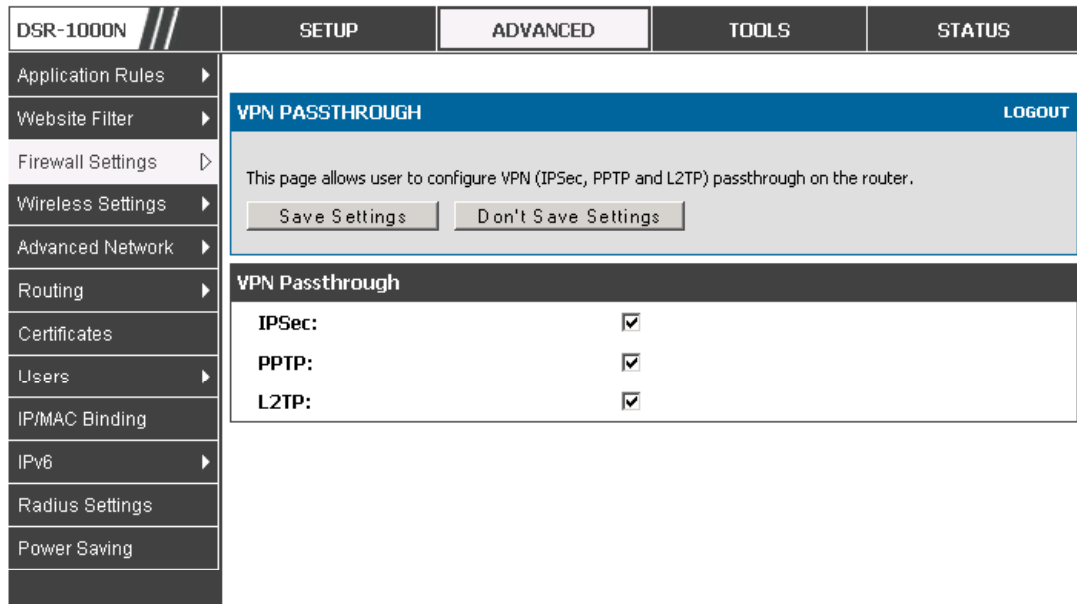 DSR-1000N
SETUP
ADVANCED
TOOLS
STATUS
Application Rules
Website Filter
Firewall Settings
Wireless Settings
Advanced Network
Routing
Certificates
Users
IP/MAC Binding
IPv6
Radius Settings
Power Saving
VPN PASSTHROUGH
LOGOUT
This page allows user to configure VPN (IPSec, PPTP and L2TP) passthrough on the router.
Save Settings
Don't Save Settings
VPN Passthrough
IPSec:
PPTP:
L2TP: